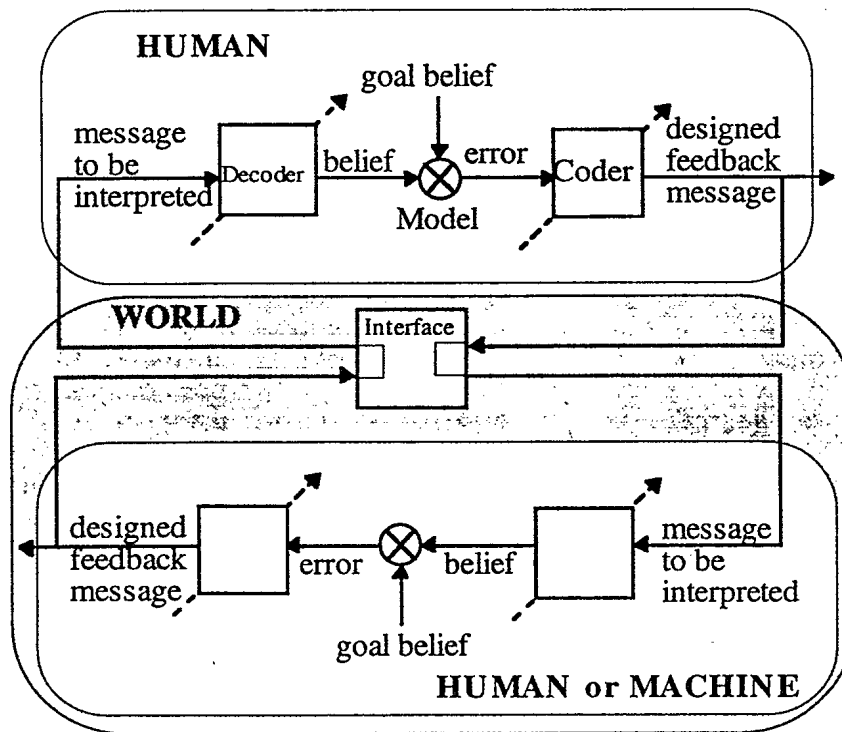 HUMAN
goal belief
message
to be
interpreted
Decoder
belief
error
Model
Coder
designed
feedback
message
WORLD
Interface
designed
feedback
message
error
belief
goal belief
message
to be
interpreted
HUMAN or MACHINE